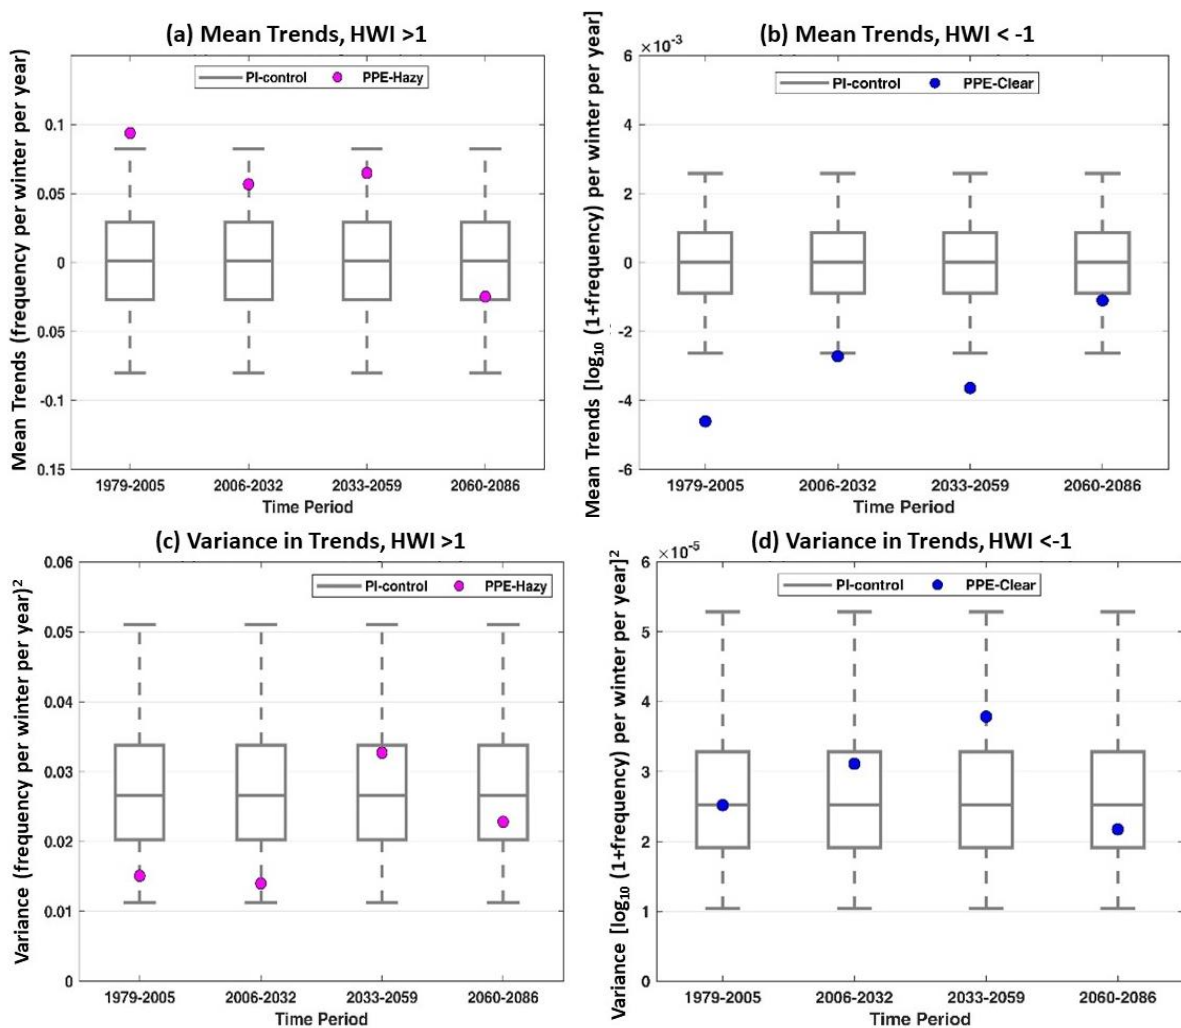 (a) Mean Trends, HWI >1
PI-control PPE-Hazy
Mean Trends (frequency per winter per year)
0.1
0.05
0
0.05
-0.1
0.15
1979-2005 2006-2032 2033-2059 2060-2086
Time Period
(b) Mean Trends, HWI < -1
×10⁻³
PI-control PPE-Clear
Mean Trends [log₁₀ (1+frequency) per winter per year]
6
4
2
0
-2
-4
-6
1979-2005 2006-2032 2033-2059 2060-2086
Time Period
(c) Variance in Trends, HWI >1
PI-control PPE-Hazy
Variance (frequency per winter per year)²
0.06
0.05
0.04
0.03
0.02
0.01
0
1979-2005 2006-2032 2033-2059 2060-2086
Time Period
(d) Variance in Trends, HWI <-1
×10⁻⁵
PI-control PPE-Clear
Variance [log₁₀ (1+frequency) per winter per year]²
6
5
4
3
2
1
0
1979-2005 2006-2032 2033-2059 2060-2086
Time Period